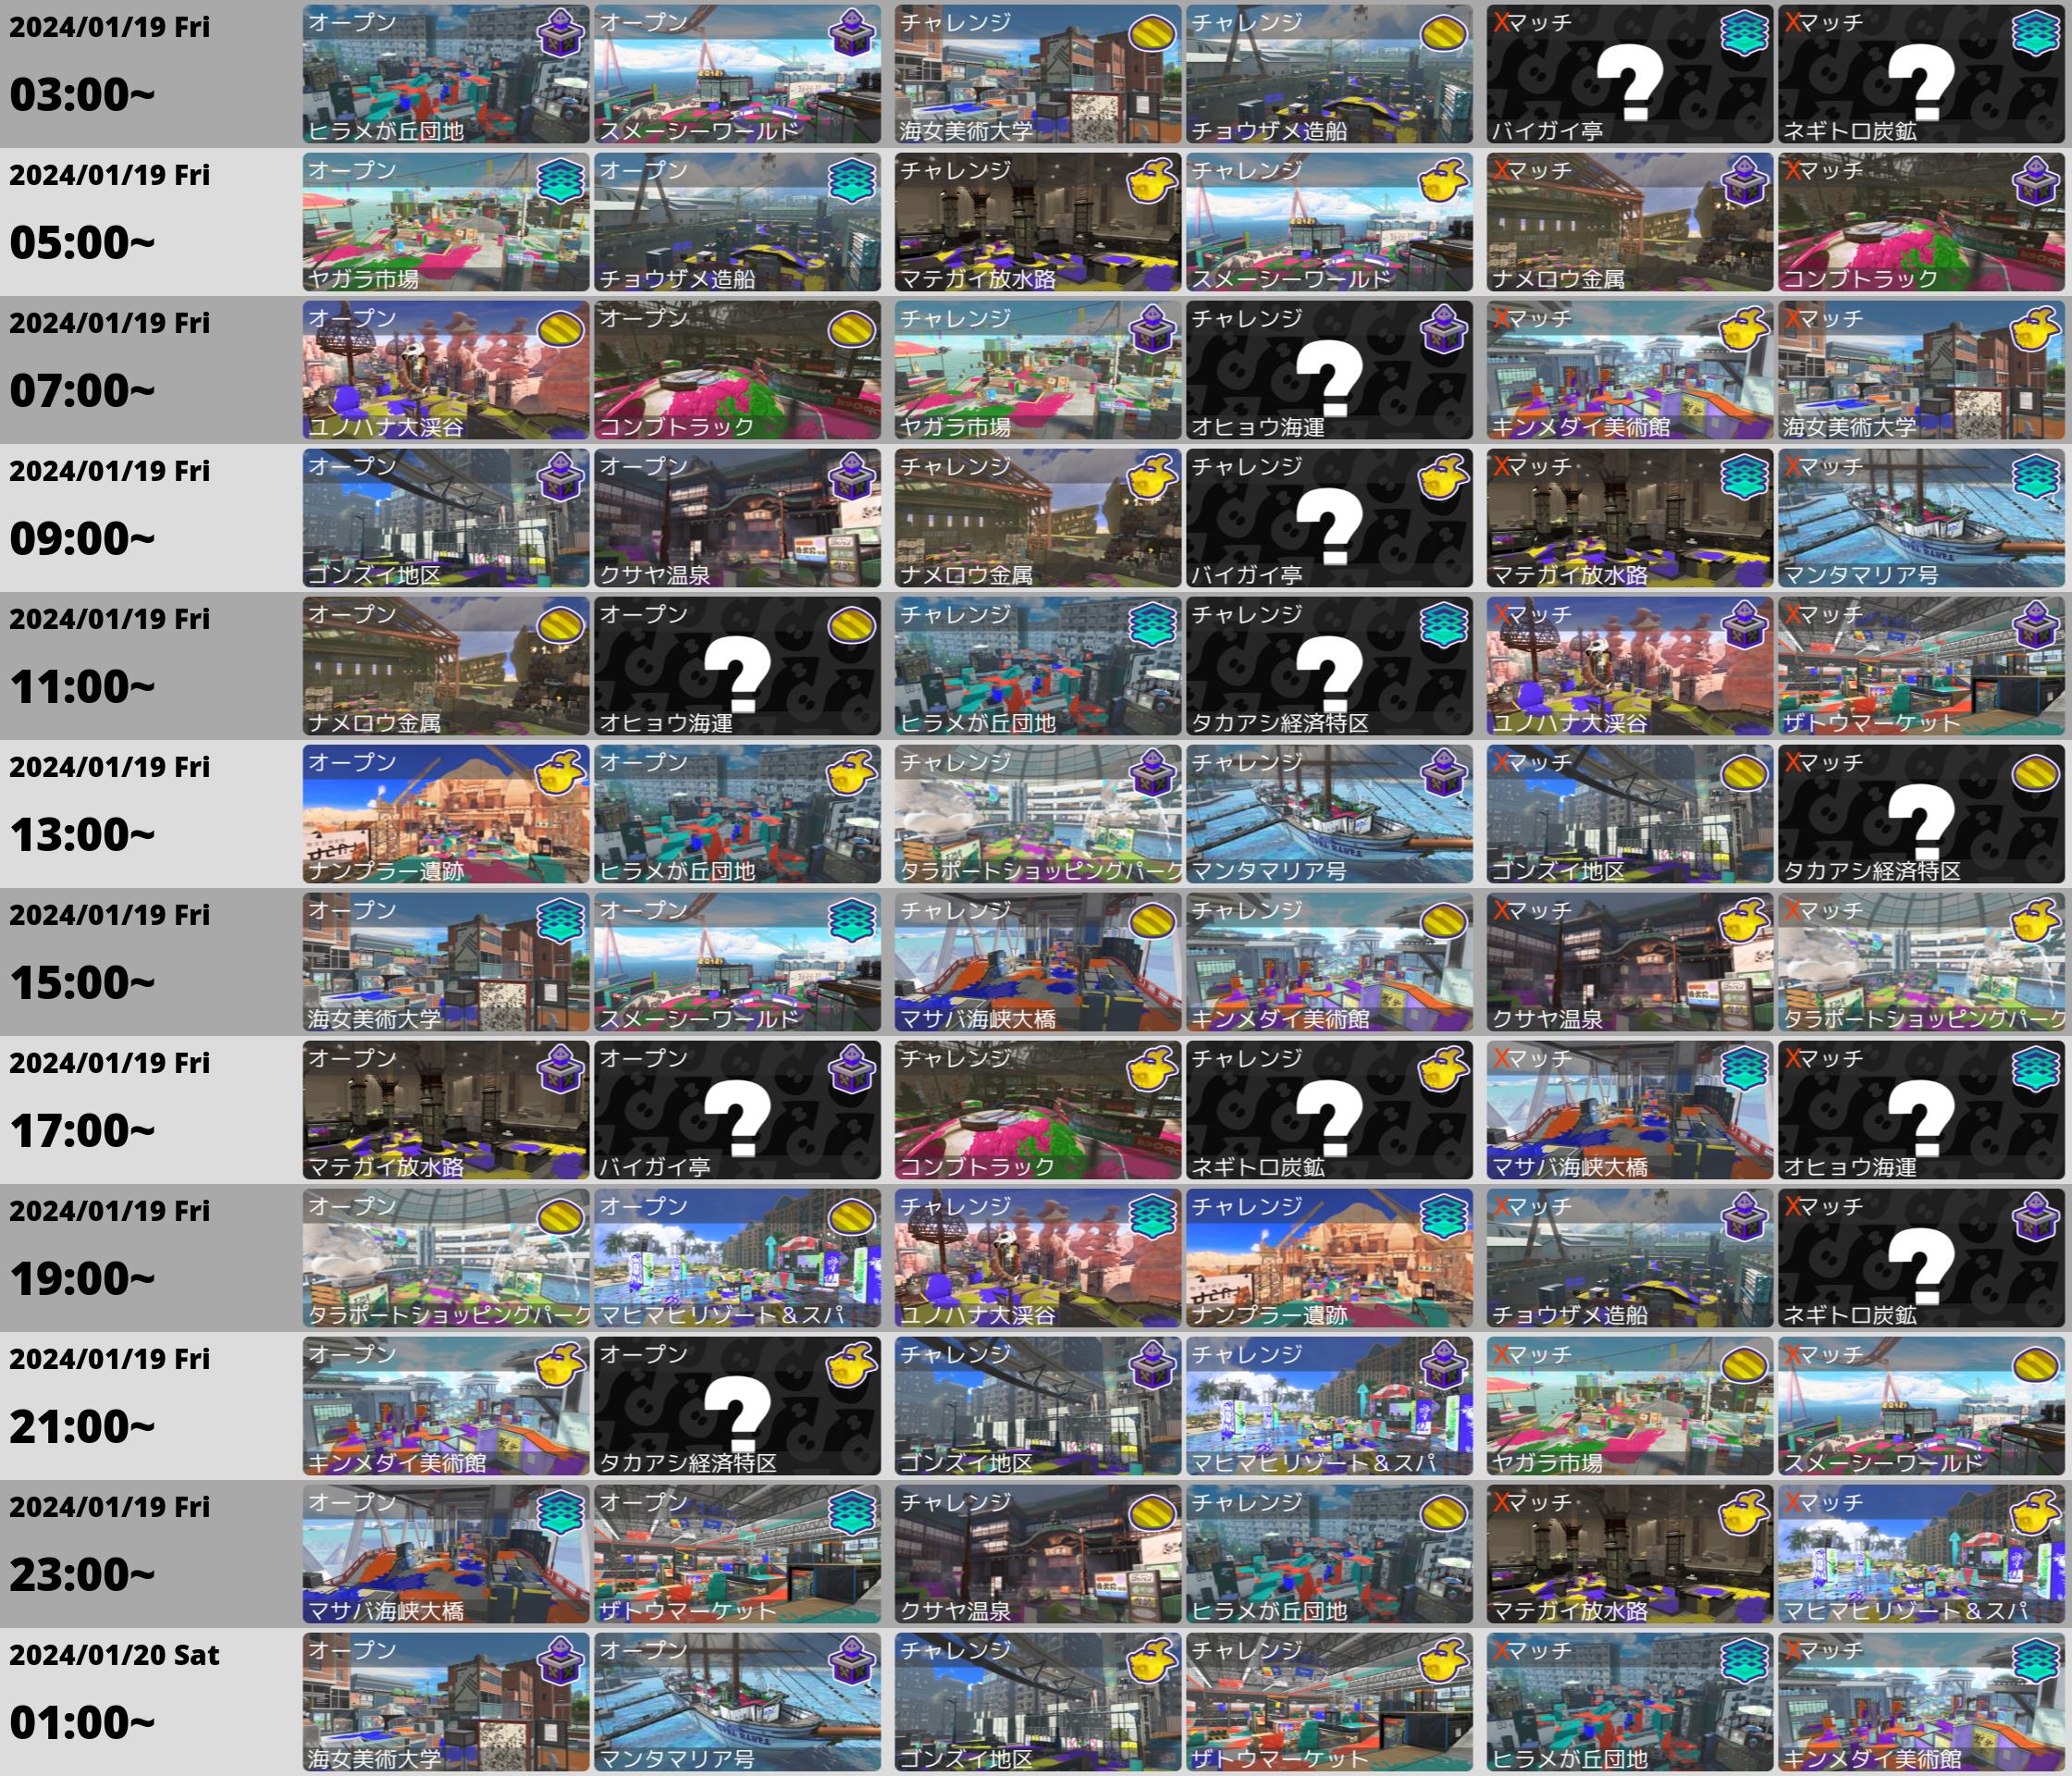 2024/01/19 Fri
03:00~
オープン
ヒラメが丘団地
オープン
スメーシーワールド
チャレンジ
海女美術大学
チャレンジ
チョウザメ造船
Xマッチ
バイガイ亭
Xマッチ
ネギトロ炭鉱
2024/01/19 Fri
05:00~
オープン
ヤガラ市場
オープン
チョウザメ造船
チャレンジ
マテガイ放水路
チャレンジ
スメーシーワールド
Xマッチ
ナメロウ金属
Xマッチ
コンブトラック
2024/01/19 Fri
07:00~
オープン
ユノハナ大渓谷
オープン
コンブトラック
チャレンジ
ヤガラ市場
チャレンジ
オヒョウ海運
Xマッチ
キンメダイ美術館
Xマッチ
海女美術大学
2024/01/19 Fri
09:00~
オープン
ゴンズイ地区
オープン
クサヤ温泉
チャレンジ
ナメロウ金属
チャレンジ
バイガイ亭
Xマッチ
マテガイ放水路
Xマッチ
マンタマリア号
2024/01/19 Fri
11:00~
オープン
ナメロウ金属
オープン
オヒョウ海運
チャレンジ
ヒラメが丘団地
チャレンジ
タカアシ経済特区
Xマッチ
ユノハナ大渓谷
Xマッチ
ザトウマーケット
2024/01/19 Fri
13:00~
オープン
ナンプラー遺跡
オープン
ヒラメが丘団地
チャレンジ
タラポートショッピングパーク
チャレンジ
マンタマリア号
Xマッチ
ゴンズイ地区
Xマッチ
タカアシ経済特区
2024/01/19 Fri
15:00~
オープン
海女美術大学
オープン
スメーシーワールド
チャレンジ
マサバ海峡大橋
チャレンジ
キンメダイ美術館
Xマッチ
クサヤ温泉
Xマッチ
タラポートショッピングパーク
2024/01/19 Fri
17:00~
オープン
マテガイ放水路
オープン
バイガイ亭
チャレンジ
コンブトラック
チャレンジ
ネギトロ炭鉱
Xマッチ
マサバ海峡大橋
Xマッチ
オヒョウ海運
2024/01/19 Fri
19:00~
オープン
タラポートショッピングパーク
オープン
マヒマヒリゾート＆スパ
チャレンジ
ユノハナ大渓谷
チャレンジ
ナンプラー遺跡
Xマッチ
チョウザメ造船
Xマッチ
ネギトロ炭鉱
2024/01/19 Fri
21:00~
オープン
キンメダイ美術館
オープン
タカアシ経済特区
チャレンジ
ゴンズイ地区
チャレンジ
マヒマヒリゾート＆スパ
Xマッチ
ヤガラ市場
Xマッチ
スメーシーワールド
2024/01/19 Fri
23:00~
オープン
マサバ海峡大橋
オープン
ザトウマーケット
チャレンジ
クサヤ温泉
チャレンジ
ヒラメが丘団地
Xマッチ
マテガイ放水路
Xマッチ
マヒマヒリゾート＆スパ
2024/01/20 Sat
01:00~
オープン
海女美術大学
オープン
マンタマリア号
チャレンジ
ゴンズイ地区
チャレンジ
ザトウマーケット
Xマッチ
ヒラメが丘団地
Xマッチ
キンメダイ美術館